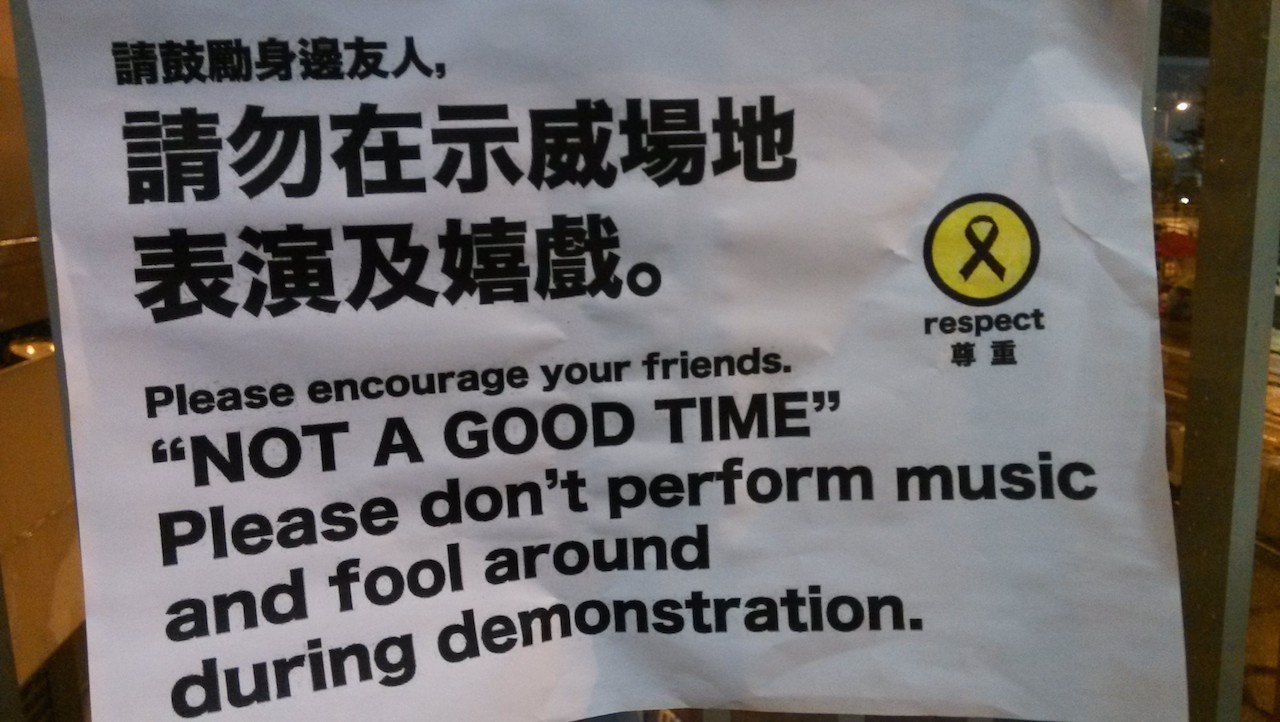 請鼓勵身邊友人，
請勿在示威場地
表演及嬉戲。
respect
尊重
Please encourage your friends.
“NOT A GOOD TIME”
Please don’t perform music
and fool around
during demonstration.